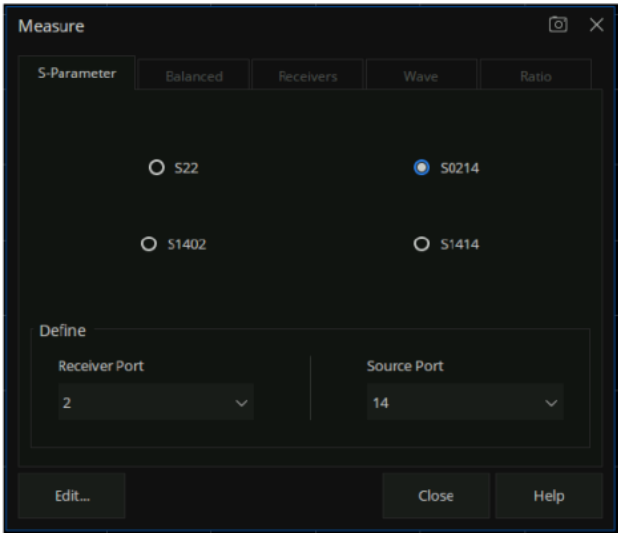 Measure
S-Parameter Balanced Receivers Wave Ratio
S22 S0214
S1402 S1414
Define
Receiver Port Source Port
2 14
Edit... Close Help